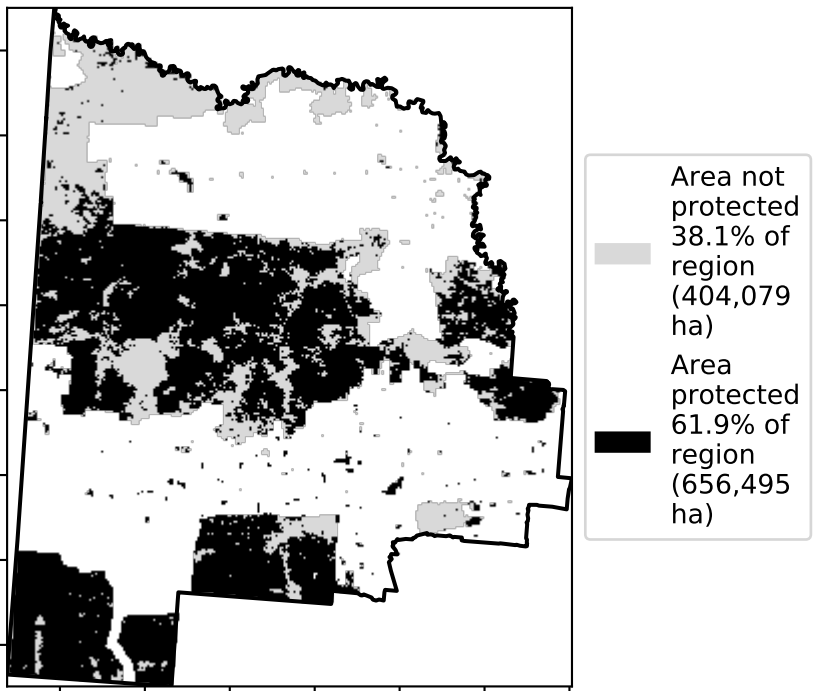 Area not
protected
38.1% of
region
(404,079
ha)
Area
protected
61.9% of
region
(656,495
ha)